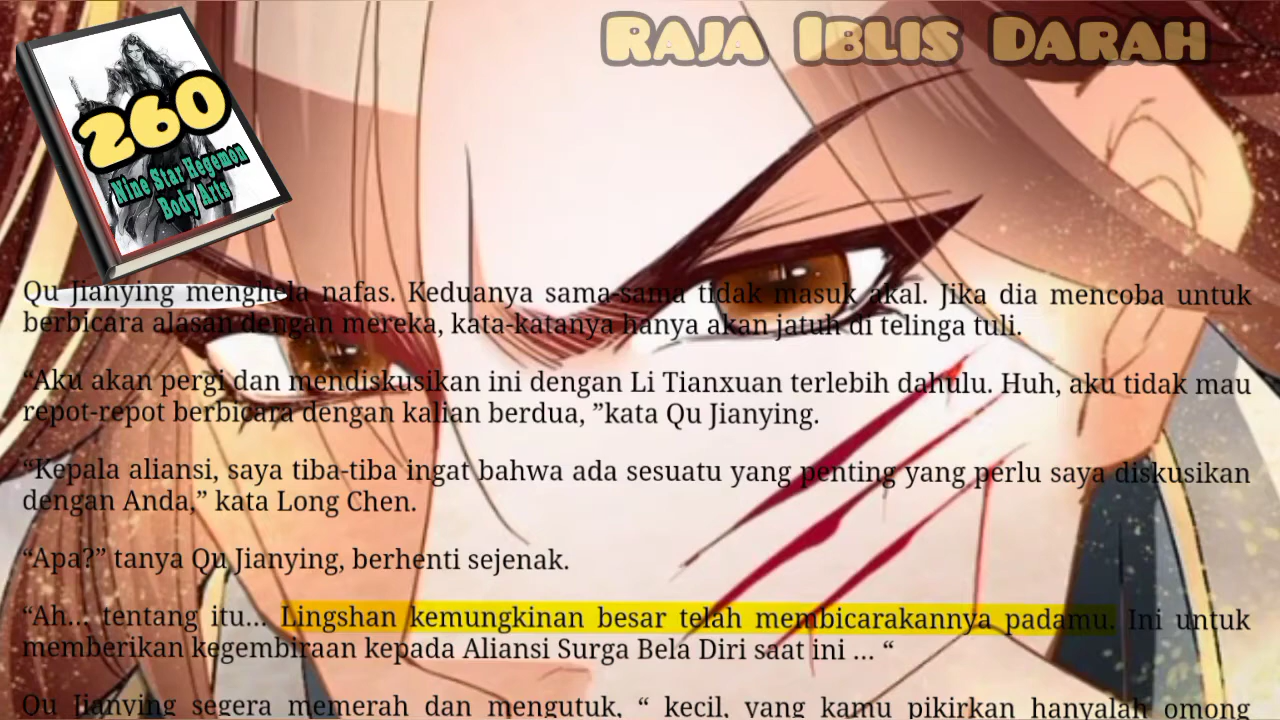 Raja Iblis Darah
260
Nine Star Hegemon
Body Arts
Qu Jianying menghela nafas. Keduanya sama-sama tidak masuk akal. Jika dia mencoba untuk
berbicara alasan dengan mereka, kata-katanya hanya akan jatuh di telinga tuli.
“Aku akan pergi dan mendiskusikan ini dengan Li Tianxuan terlebih dahulu. Huh, aku tidak mau
repot-repot berbicara dengan kalian berdua, ”kata Qu Jianying.
“Kepala aliansi, saya tiba-tiba ingat bahwa ada sesuatu yang penting yang perlu saya diskusikan
dengan Anda,” kata Long Chen.
“Apa?” tanya Qu Jianying, berhenti sejenak.
“Ah… tentang itu… Lingshan kemungkinan besar telah membicarakannya padamu. Ini untuk
memberikan kegembiraan kepada Aliansi Surga Bela Diri saat ini … “
Qu Jianying segera memerah dan mengutuk, “ kecil, yang kamu pikirkan hanyalah omong